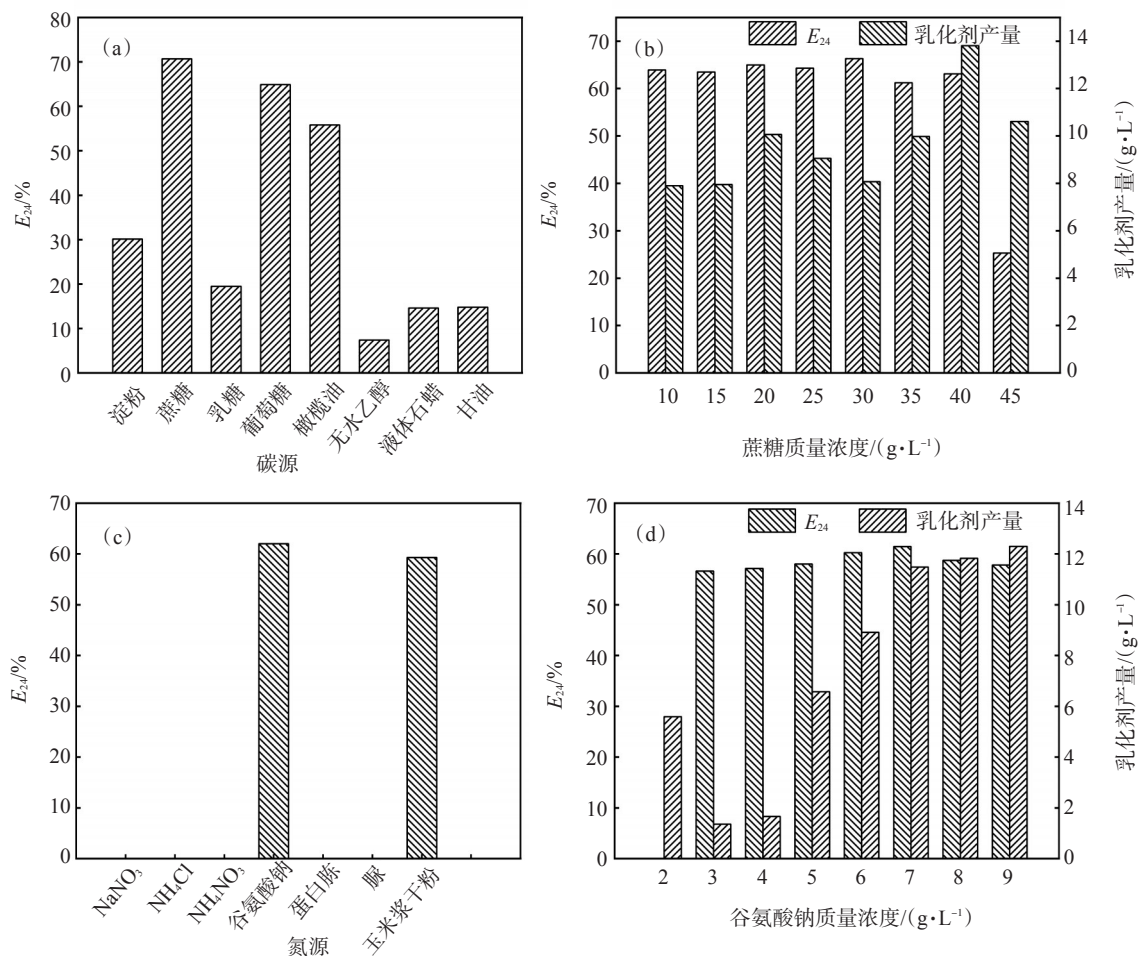 (a)
80
70
60
50
40
30
20
10
0
E₂₄/%
淀粉
蔗糖
乳糖
葡萄糖
橄榄油
无水乙醇
液体石蜡
甘油
碳源
(b)
E₂₄
乳化剂产量
70
60
50
40
30
20
10
0
E₂₄/%
14
12
10
8
6
4
2
0
乳化剂产量/(g·L⁻¹)
10 15 20 25 30 35 40 45
蔗糖质量浓度/(g·L⁻¹)
(c)
70
60
50
40
30
20
10
0
E₂₄/%
NaNO₃
NH₄Cl
NH₄NO₃
谷氨酸钠
蛋白胨
脲
玉米浆干粉
氮源
(d)
E₂₄
乳化剂产量
70
60
50
40
30
20
10
0
E₂₄/%
14
12
10
8
6
4
2
0
乳化剂产量/(g·L⁻¹)
2 3 4 5 6 7 8 9
谷氨酸钠质量浓度/(g·L⁻¹)